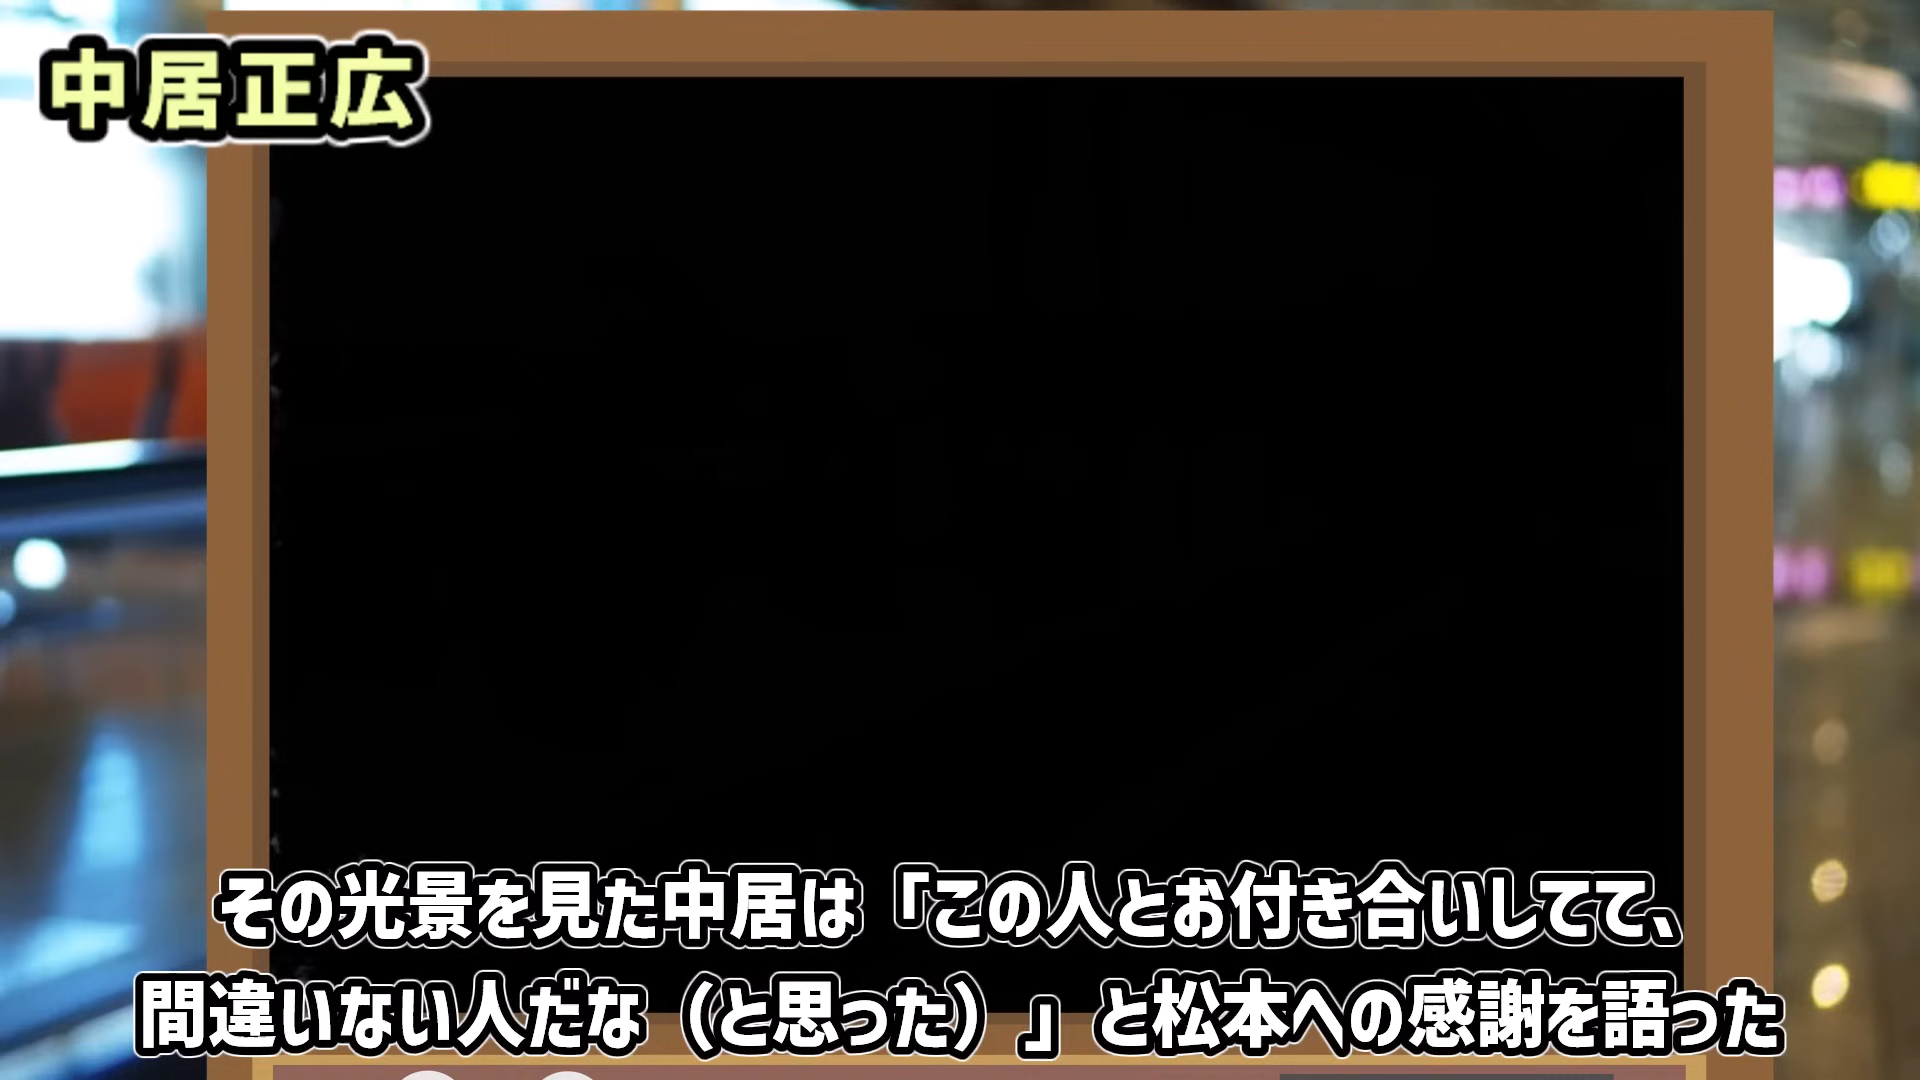 中居正広
その光景を見た中居は「この人とお付き合いしてて、
間違いない人だな（と思った）」と松本への感謝を語った